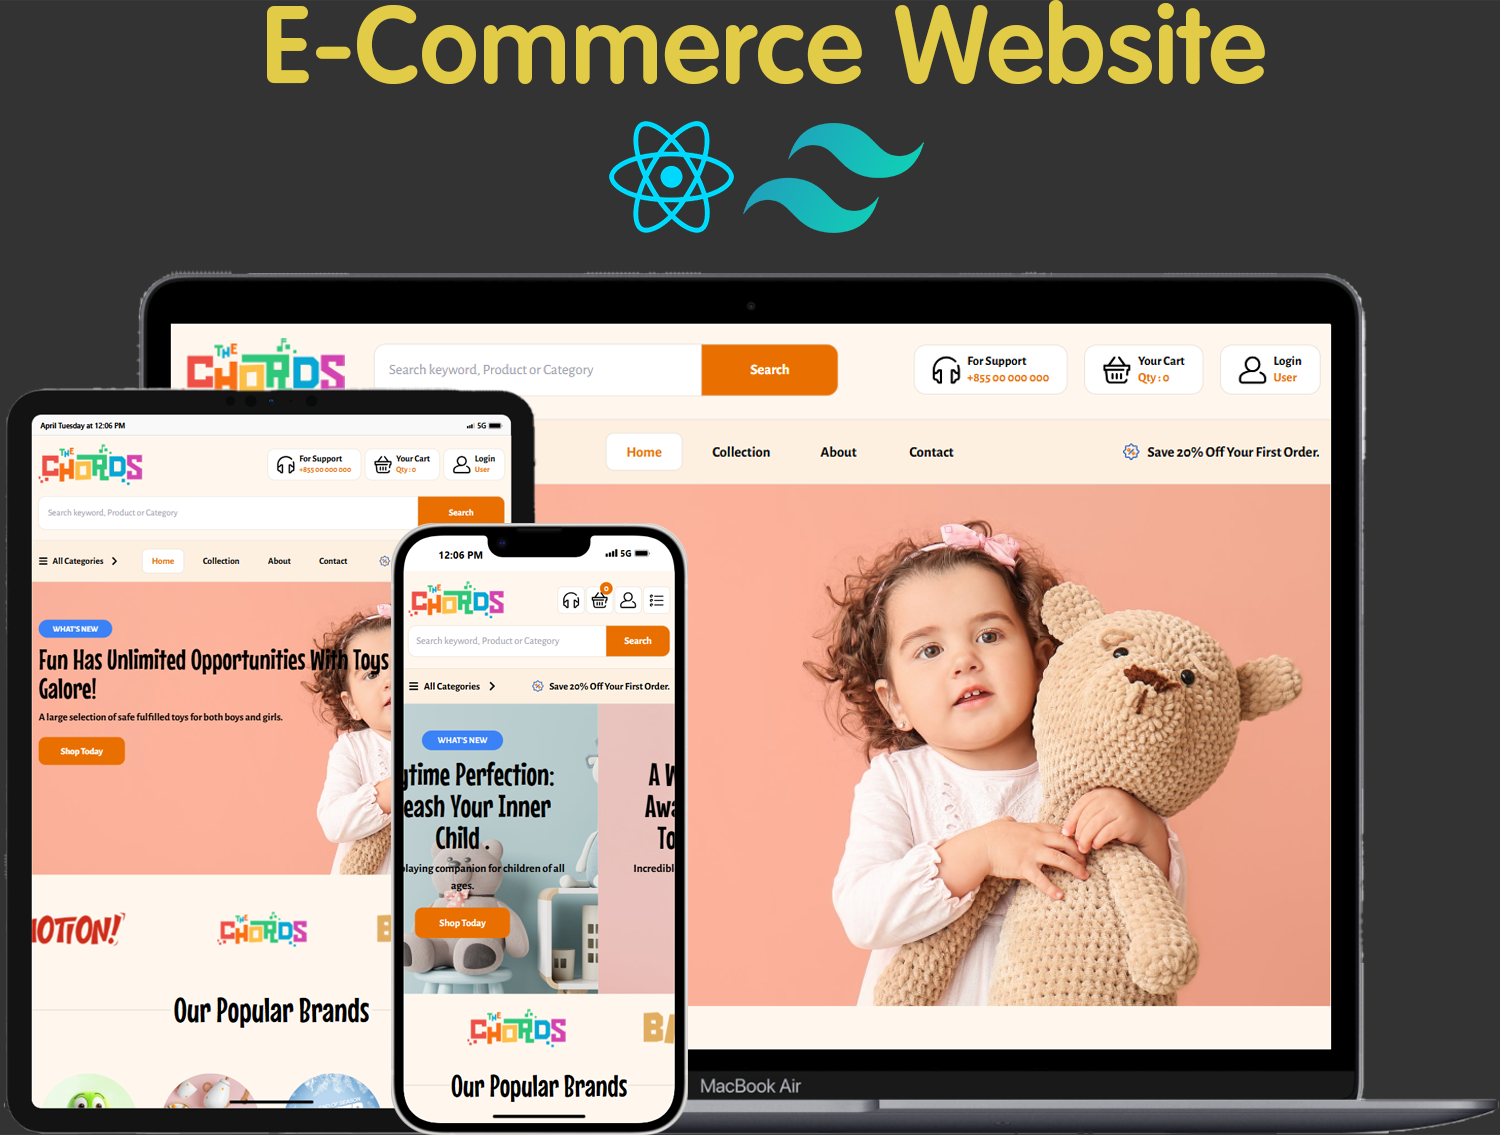 E-Commerce Website
THE
CHORDS
Search keyword, Product or Category
Search
For Support
+855 00 000 000
Your Cart
Qty : 0
Login
User
Home
Collection
About
Contact
Save 20% Off Your First Order.
MacBook Air
April Tuesday at 12:06 PM
5G
THE
CHORDS
For Support
+855 00 000 000
Your Cart
Qty : 0
Login
User
Search keyword, Product or Category
Search
All Categories
Home
Collection
About
Contact
WHAT'S NEW
Fun Has Unlimited Opportunities With Toys
Galore!
A large selection of safe fulfilled toys for both boys and girls.
Shop Today
OTION!
THE
CHORDS
B
Our Popular Brands
OF SEASON
12:06 PM
5G
THE
CHORDS
0
Search keyword, Product or Category
Search
All Categories
Save 20% Off Your First Order.
WHAT'S NEW
ytime Perfection:
eash Your Inner
Child .
laying companion for children of all
ages.
Shop Today
A W
Awa
To
Incredibl
THE
CHORDS
BA
Our Popular Brands